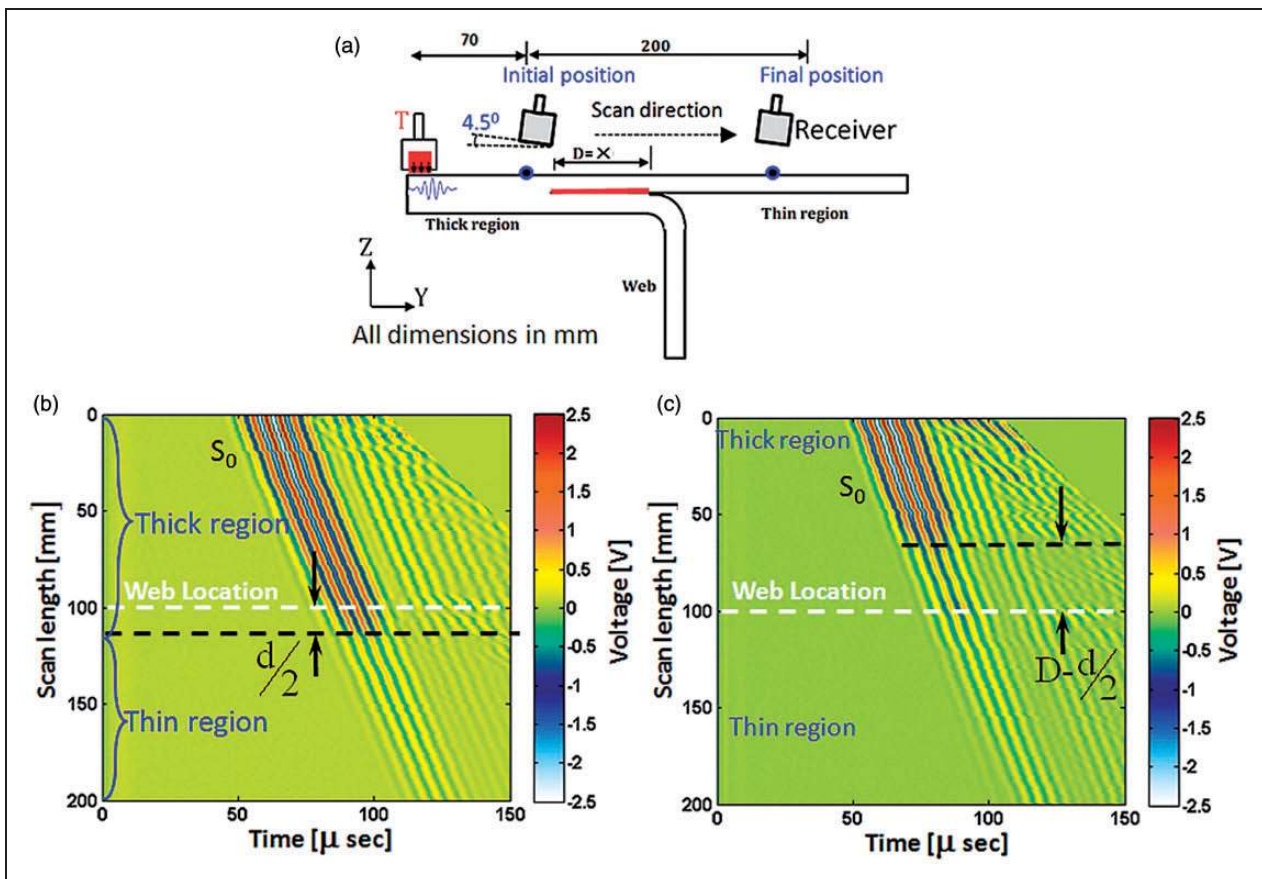 (a)
70
200
Initial position
Final position
T
4.5⁰
Scan direction
Receiver
D=×
Thick region
Thin region
Z
Y
Web
All dimensions in mm
(b)
0
50
100
150
200
Scan length [mm]
S₀
Thick region
Web Location
d/2
Thin region
0
50
100
150
Time [μ sec]
2.5
2
1.5
1
0.5
0
-0.5
-1
-1.5
-2
-2.5
Voltage [V]
(c)
0
50
100
150
200
Scan length [mm]
Thick region
S₀
Web Location
D-d/2
Thin region
0
50
100
150
Time [μ sec]
2.5
2
1.5
1
0.5
0
-0.5
-1
-1.5
-2
-2.5
Voltage [V]